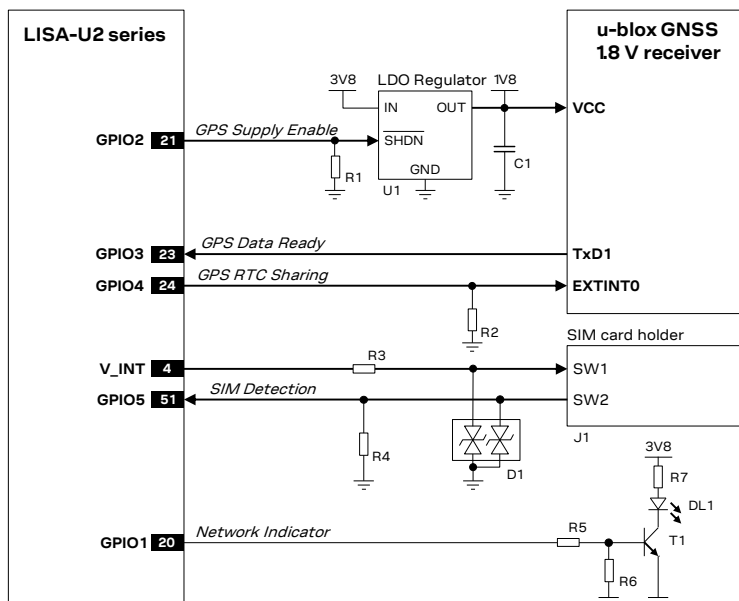 LISA-U2 series
u-blox GNSS
1.8 V receiver
3V8
LDO Regulator
1V8
IN
OUT
VCC
GPIO2 21
GPS Supply Enable
SHDN
C1
R1
GND
U1
GPIO3 23
GPS Data Ready
TxD1
GPIO4 24
GPS RTC Sharing
EXTINT0
R2
SIM card holder
V_INT 4
R3
SW1
GPIO5 51
SIM Detection
SW2
R4
D1
J1
3V8
R7
DL1
GPIO1 20
Network Indicator
R5
T1
R6